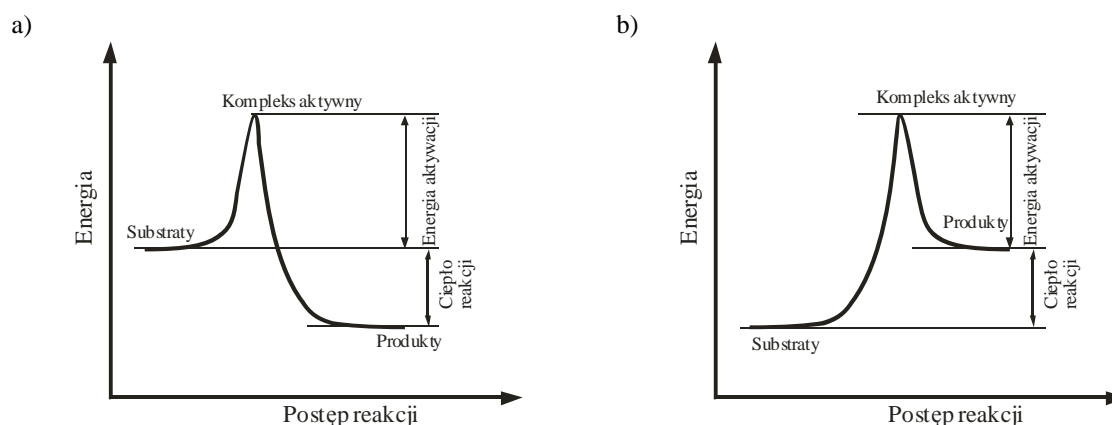 a)
Kompleks aktywny
Energia
Energia aktywacji
Substraty
Ciepło
reakcji
Produkty
Postęp reakcji
b)
Kompleks aktywny
Energia
Energia aktywacji
Produkty
Ciepło
reakcji
Substraty
Postęp reakcji